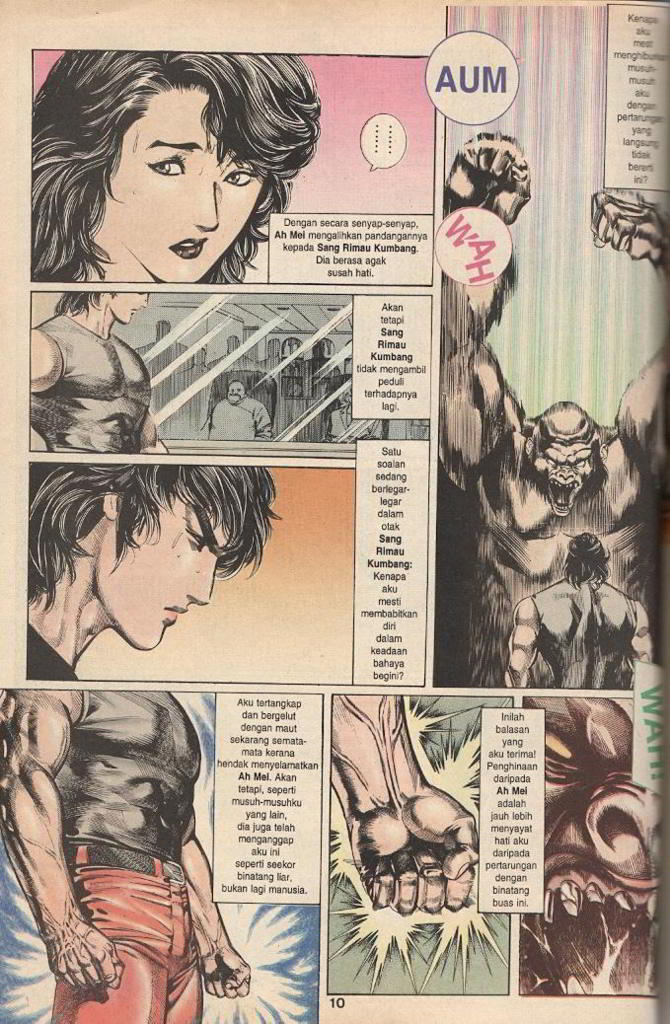 ......
Dengan secara senyap-senyap,
Ah Mei mengalihkan pandangannya
kepada Sang Rimau Kumbang.
Dia berasa agak
susah hati.
Akan
tetapi
Sang
Rimau
Kumbang
tidak mengambil
peduli
terhadapnya
lagi.
Satu
soalan
sedang
berlegar-
legar
dalam
otak
Sang
Rimau
Kumbang:
Kenapa
aku
mesti
membabitkan
diri
dalam
keadaan
bahaya
begini?
AUM
WAH
Kenapa
aku
mest
menghiburkan
musuh-
musuh
aku
dengan
pertarungan
yang
langsung
tidak
bererti
ini?
Aku tertangkap
dan bergelut
dengan maut
sekarang semata-
mata kerana
hendak menyelamatkan
Ah Mei. Akan
tetapi, seperti
musuh-musuhku
yang lain,
dia juga telah
menganggap
aku ini
seperti seekor
binatang liar,
bukan lagi manusia.
Inilah
balasan
yang
aku terima!
Penghinaan
daripada
Ah Mei
adalah
jauh lebih
menyayat
hati aku
daripada
pertarungan
dengan
binatang
buas ini.
WAH
10